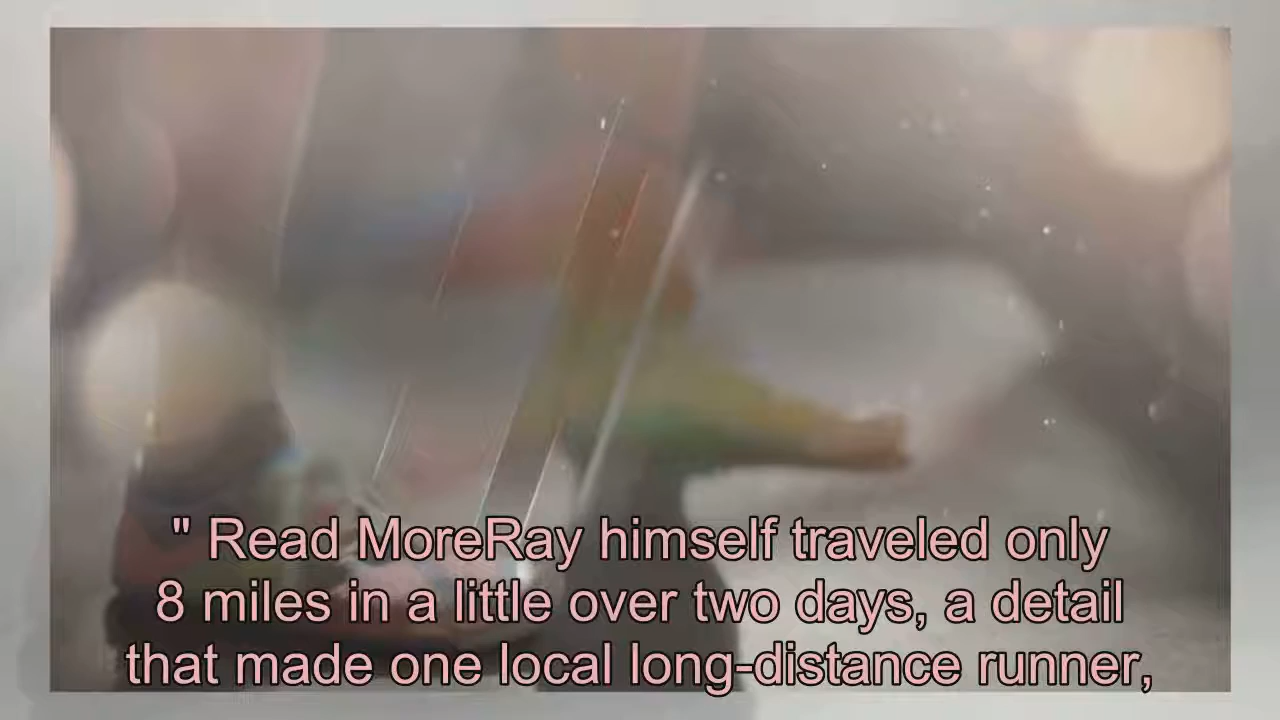 " Read MoreRay himself traveled only
8 miles in a little over two days, a detail
that made one local long-distance runner,